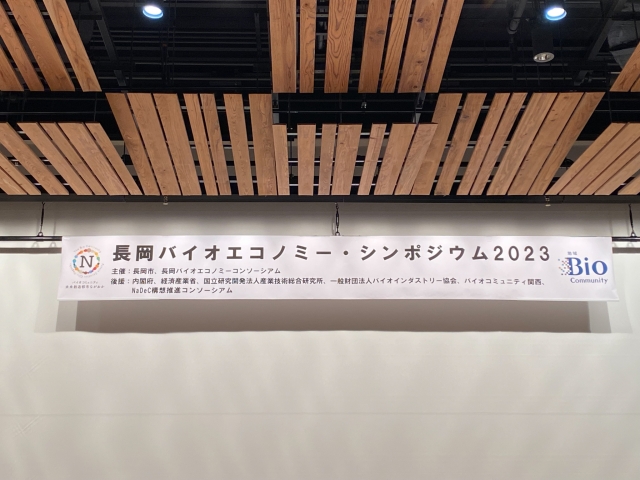 長岡バイオエコノミー・シンポジウム2023
主催：長岡市、長岡バイオエコノミーコンソーシアム
後援：内閣府、経済産業省、国立研究開発法人産業技術総合研究所、一般財団法人バイオインダストリー協会、バイオコミュニティ関西、
NaDeC構想推進コンソーシアム
N
Bio
Community